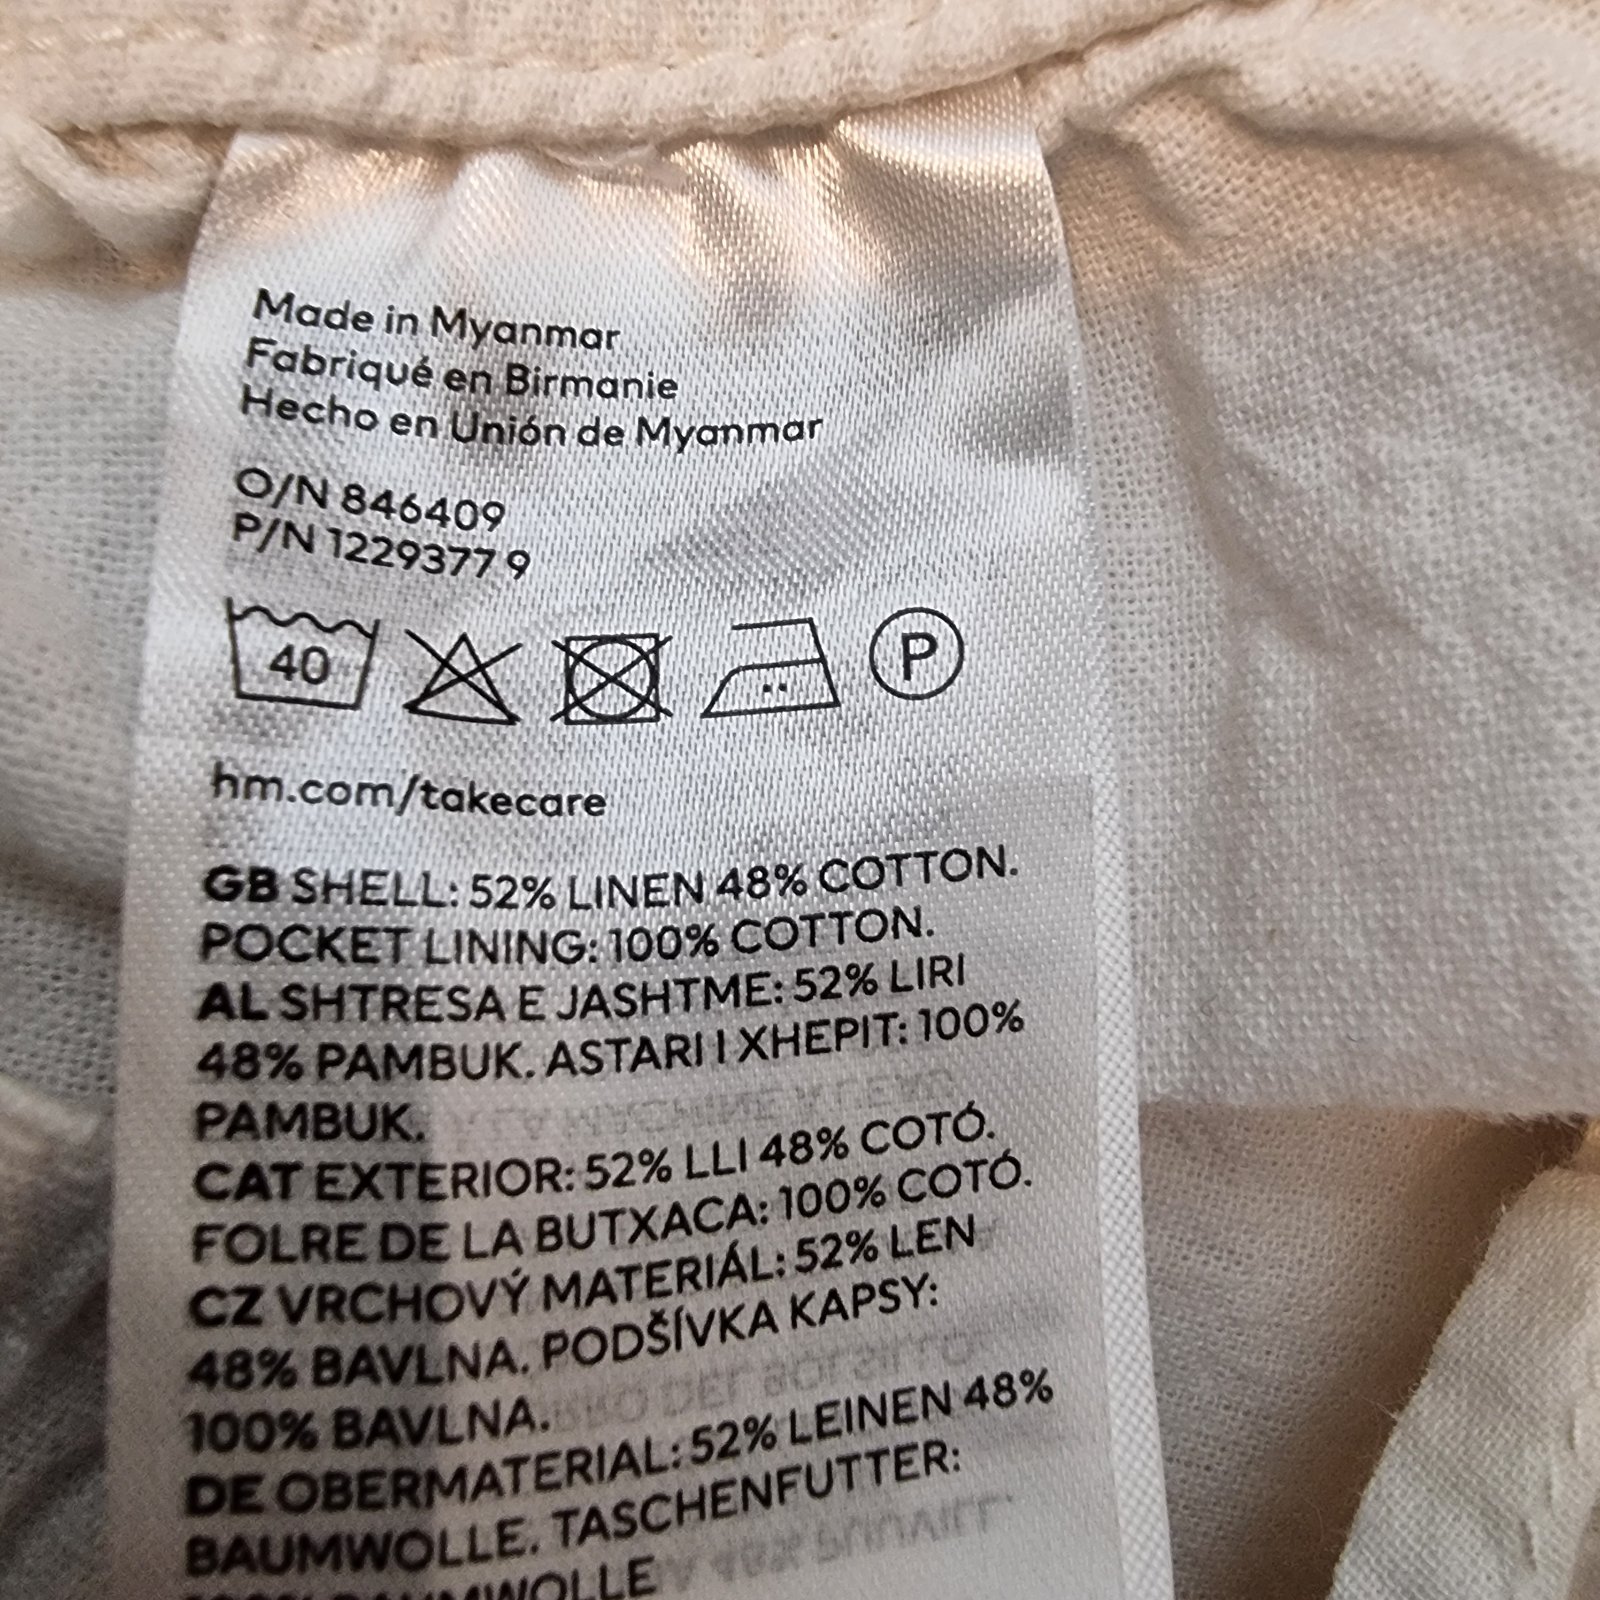 Made in Myanmar
Fabriqué en Birmanie
Hecho en Unión de Myanmar
O/N 846409
P/N 1229377 9
40
P
hm.com/takecare
GB SHELL: 52% LINEN 48% COTTON.
POCKET LINING: 100% COTTON.
AL SHTRESA E JASHTME: 52% LIRI
48% PAMBUK. ASTARI I XHEPIT: 100%
PAMBUK.
CAT EXTERIOR: 52% LLI 48% COTÓ.
FOLRE DE LA BUTXACA: 100% COTÓ.
CZ VRCHOVÝ MATERIÁL: 52% LEN
48% BAVLNA. PODŠÍVKA KAPSY:
100% BAVLNA.
DE OBERMATERIAL: 52% LEINEN 48%
BAUMWOLLE. TASCHENFUTTER:
100% BAUMWOLLE